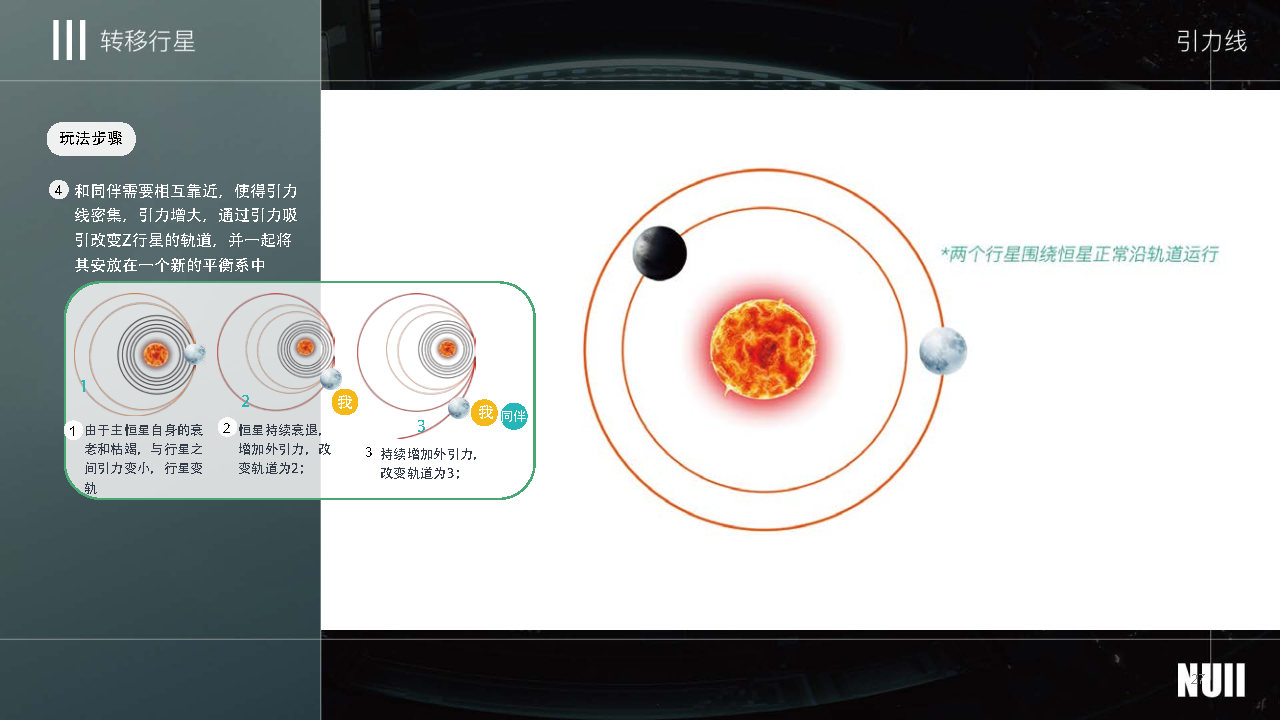 转移行星
引力线
玩法步骤
4 和同伴需要相互靠近，使得引力
线密集，引力增大，通过引力吸
引改变Z行星的轨道，并一起将
其安放在一个新的平衡系中
*两个行星围绕恒星正常沿轨道运行
1
2
3
我
我
同伴
1 由于主恒星自身的衰
老和枯竭，与行星之
间引力变小，行星变
轨
2 恒星持续衰退，
增加外引力，改
变轨道为2；
3 持续增加外引力，
改变轨道为3；
NUII